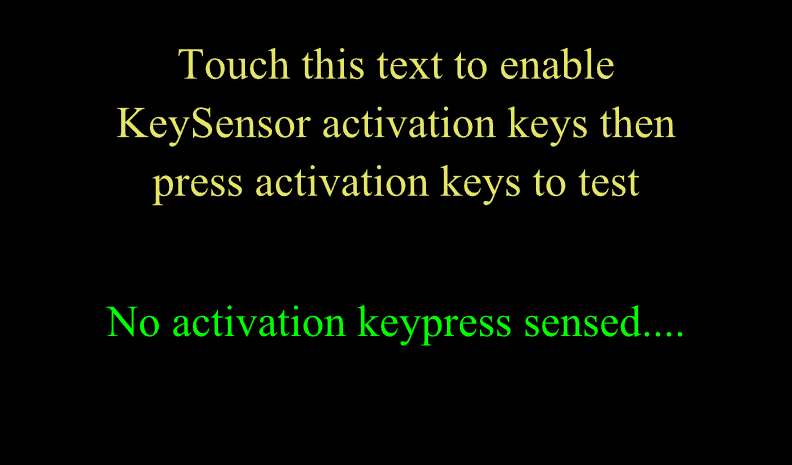 Touch this text to enable
KeySensor activation keys then
press activation keys to test
No activation keypress sensed....